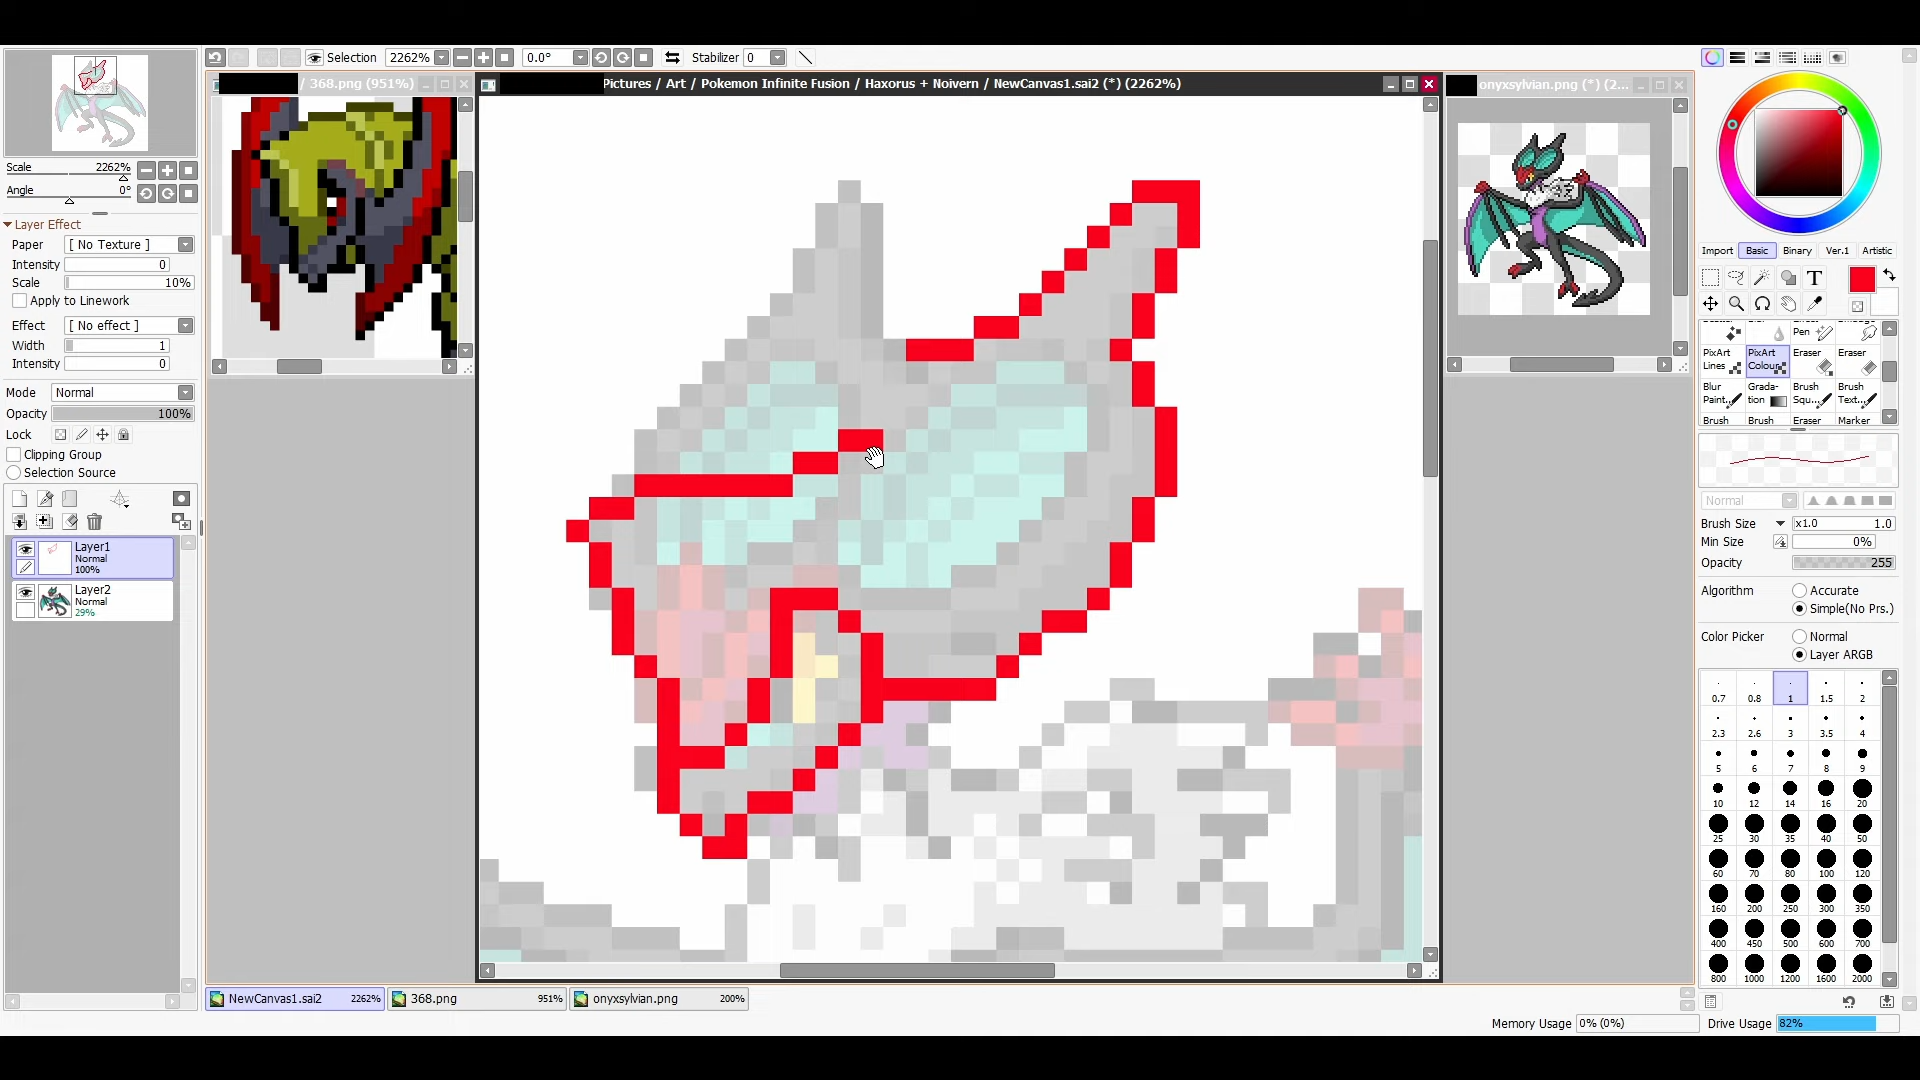 Selection 2262% 0.0° Stabilizer 0
/ 368.png (951%)
Pictures / Art / Pokemon Infinite Fusion / Haxorus + Noivern / NewCanvas1.sai2 (*) (2262%)
onyxsylvian.png (*) (2...
Scale 2262%
Angle 0°
Layer Effect
Paper [ No Texture ]
Intensity 0
Scale 10%
Apply to Linework
Effect [ No effect ]
Width 1
Intensity 0
Mode Normal
Opacity 100%
Lock
Clipping Group
Selection Source
Layer1
Normal
100%
Layer2
Normal
29%
Import Basic Binary Ver.1 Artistic
T
Pen
PixArt PixArt Eraser Eraser
Lines Colour
Blur Grada- Brush Brush
Paint.. tion Squ... Text...
Brush Brush Eraser Marker
Normal
Brush Size x1.0 1.0
Min Size 0%
Opacity 255
Algorithm Accurate
Simple(No Prs.)
Color Picker Normal
Layer ARGB
0.7 0.8 1 1.5 2
2.3 2.6 3 3.5 4
5 6 7 8 9
10 12 14 16 20
25 30 35 40 50
60 70 80 100 120
160 200 250 300 350
400 450 500 600 700
800 1000 1200 1600 2000
NewCanvas1.sai2 2262% 368.png 951% onyxsylvian.png 200%
Memory Usage 0% (0%) Drive Usage 82%